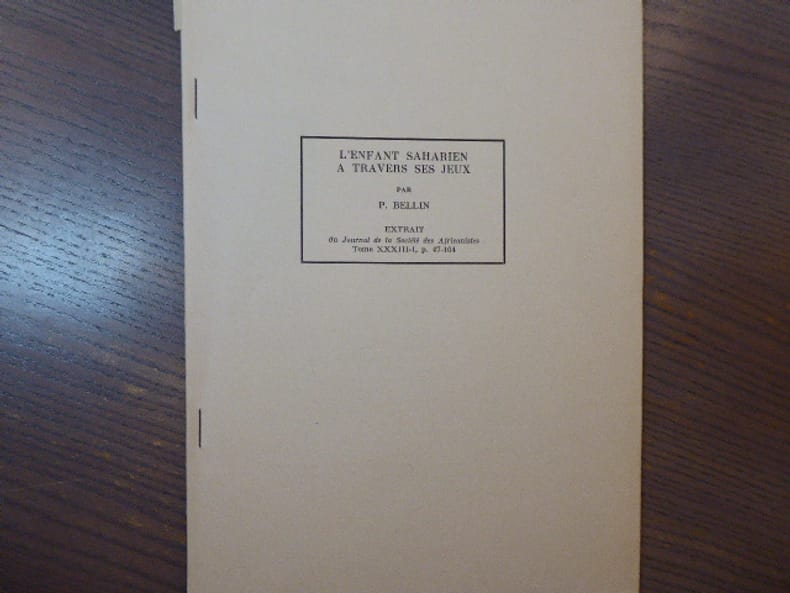 L'ENFANT SAHARIEN
A TRAVERS SES JEUX
PAR
P. BELLIN
EXTRAIT
du Journal de la Société des Africanistes
Tome XXXIII-1, p. 47-104